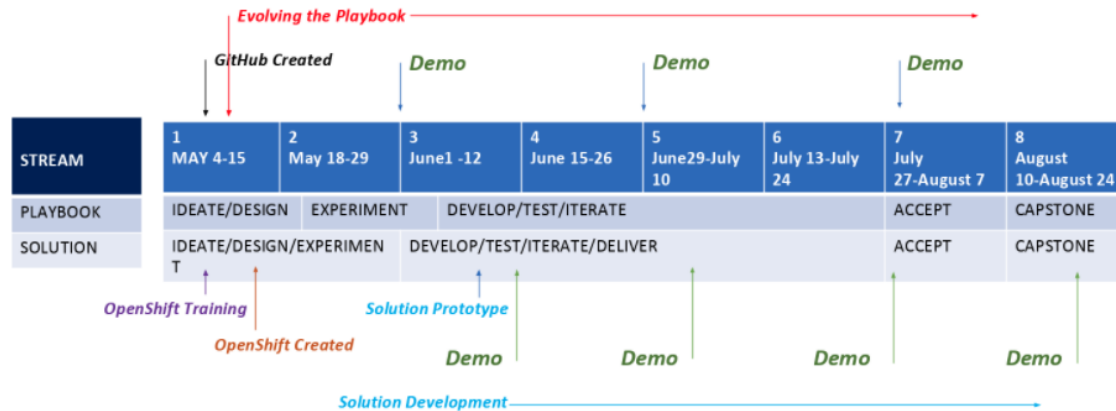 Evolving the Playbook
GitHub Created
Demo
Demo
Demo
STREAM
1
MAY 4-15
2
May 18-29
3
June1 -12
4
June 15-26
5
June29-July
10
6
July 13-July
24
7
July
27-August 7
8
August
10-August 24
PLAYBOOK
IDEATE/DESIGN
EXPERIMENT
DEVELOP/TEST/ITERATE
ACCEPT
CAPSTONE
SOLUTION
IDEATE/DESIGN/EXPERIMEN
T
DEVELOP/TEST/ITERATE/DELIVER
ACCEPT
CAPSTONE
OpenShift Training
Solution Prototype
OpenShift Created
Demo
Demo
Demo
Demo
Solution Development